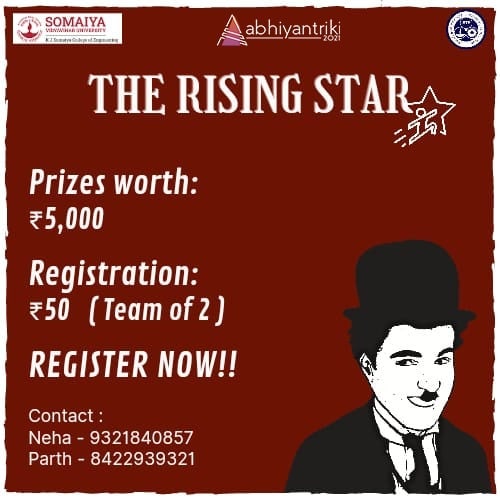 SOMAIYA
VIDYAVIHAR UNIVERSITY
K J Somaiya College of Engineering
abhiyantriki
2021
THE RISING STAR
Prizes worth:
₹5,000
Registration:
₹50 ( Team of 2 )
REGISTER NOW!!
Contact :
Neha - 9321840857
Parth - 8422939321